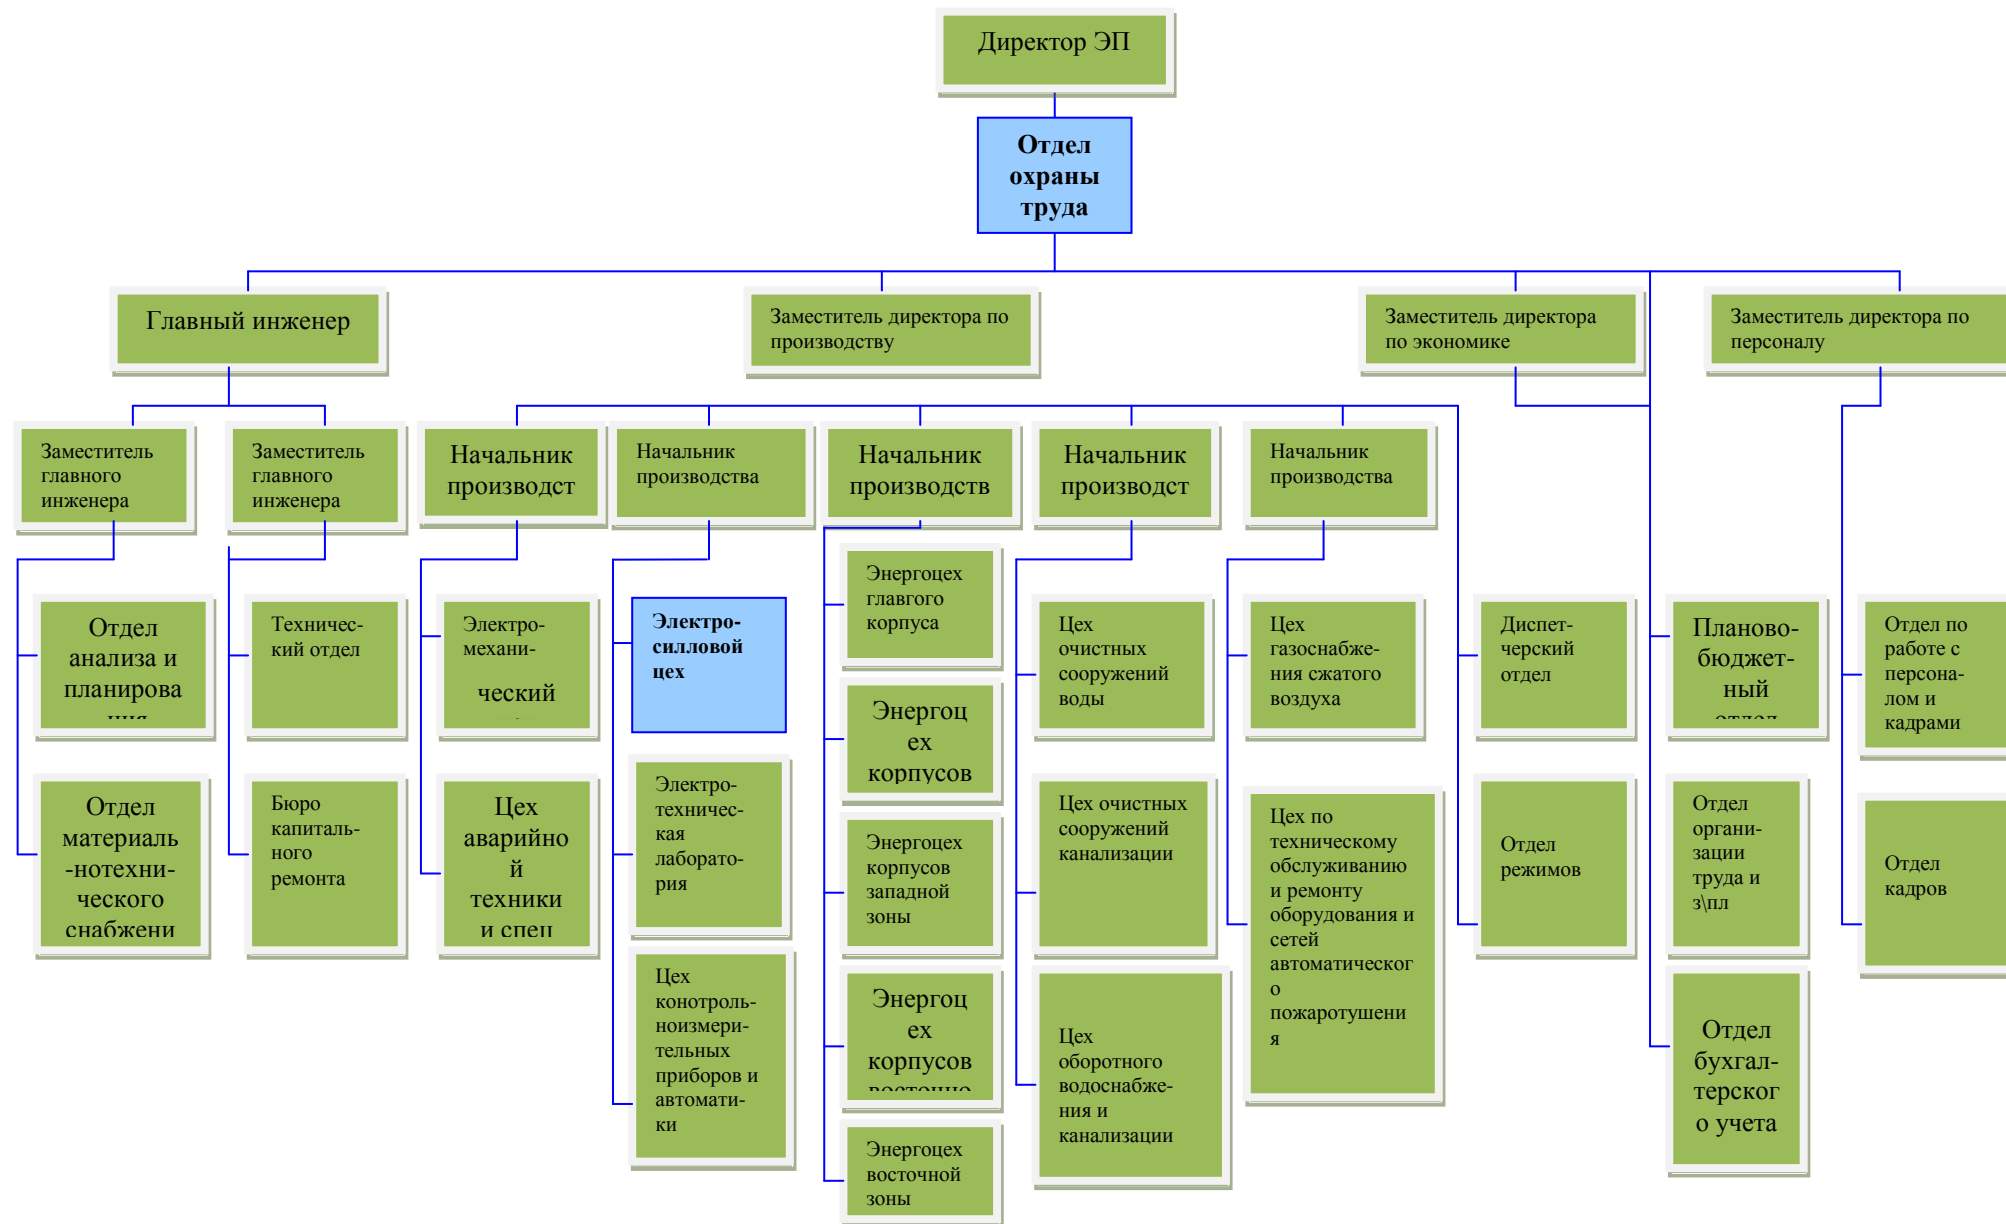 Директор ЭП
Отдел
охраны
труда
Главный инженер
Заместитель директора по
производству
Заместитель директора
по экономике
Заместитель директора по
персоналу
Заместитель
главного
инженера
Заместитель
главного
инженера
Начальник
производст
Начальник
производства
Начальник
производств
Начальник
производст
Начальник
производства
Отдел
анализа и
планирова
Отдел
материаль
-нотехни-
ческого
снабжени
Техничес-
кий отдел
Бюро
капиталь-
ного
ремонта
Электро-
механи-
ческий
Цех
аварийно
й
техники
и спец
Электро-
силловой
цех
Электро-
техничес-
кая
лаборато-
рия
Цех
конотроль-
ноизмери-
тельных
приборов и
автомати-
ки
Энергоцех
главгого
корпуса
Энергоц
ех
корпусов
Энергоцех
корпусов
западной
зоны
Энергоц
ех
корпусов
Энергоцех
восточной
зоны
Цех
очистных
сооружений
воды
Цех очистных
сооружений
канализации
Цех
оборотного
водоснабже-
ния и
канализации
Цех
газоснабже-
ния сжатого
воздуха
Цех по
техническому
обслуживанию
и ремонту
оборудования и
сетей
автоматическог
о
пожаротушени
я
Диспет-
черский
отдел
Отдел
режимов
Планово-
бюджет-
ный
отдел
Отдел
органи-
зации
труда и
з\пл
Отдел
бухгал-
терског
о учета
Отдел по
работе с
персона-
лом и
кадрами
Отдел
кадров